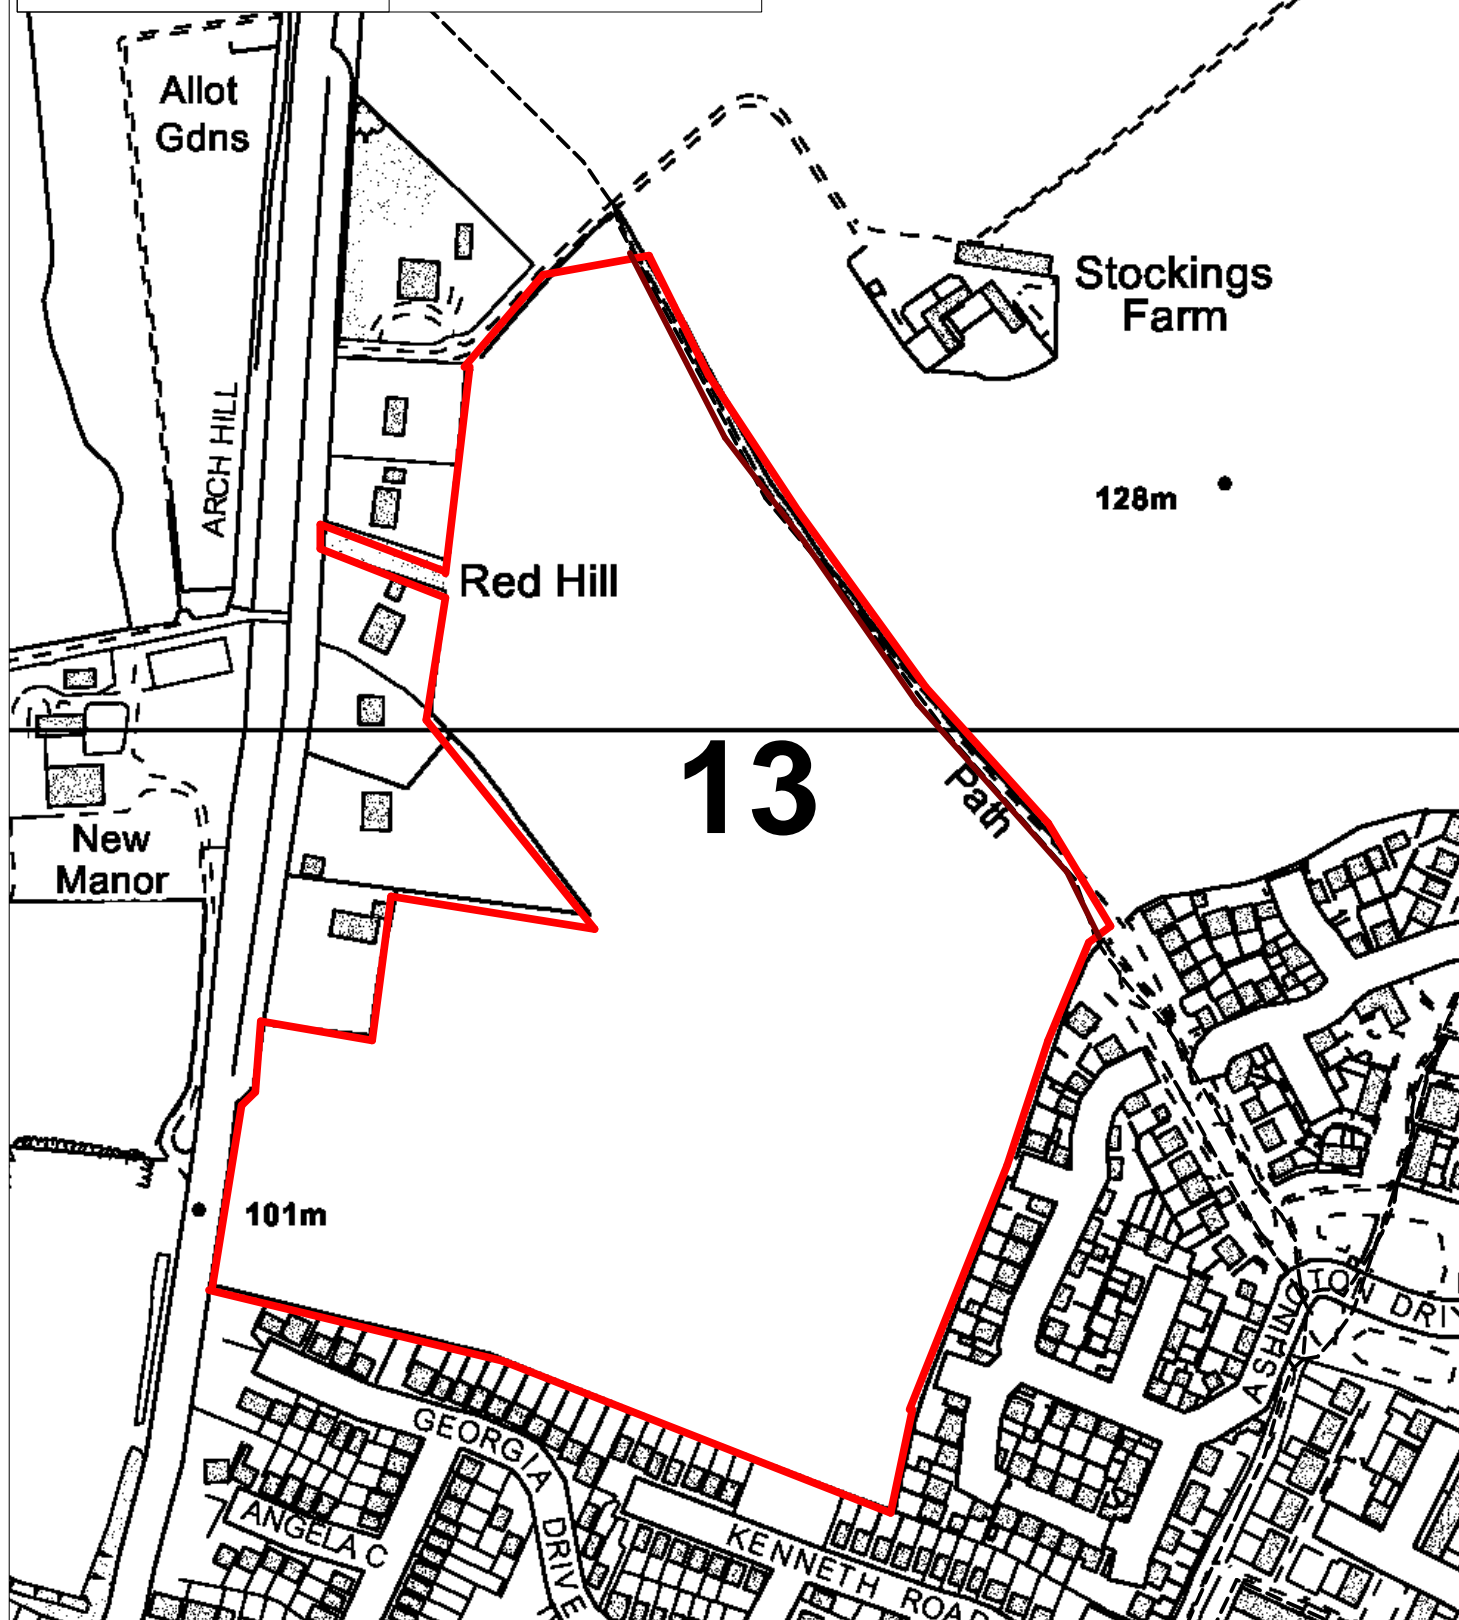 Allot
Gdns
Stockings
Farm
ARCH HILL
128m
Red Hill
13
Path
New
Manor
101m
ASHINGTON DRIV
GEORGIA DRIVE
ANGELA C
KENNETH ROAD